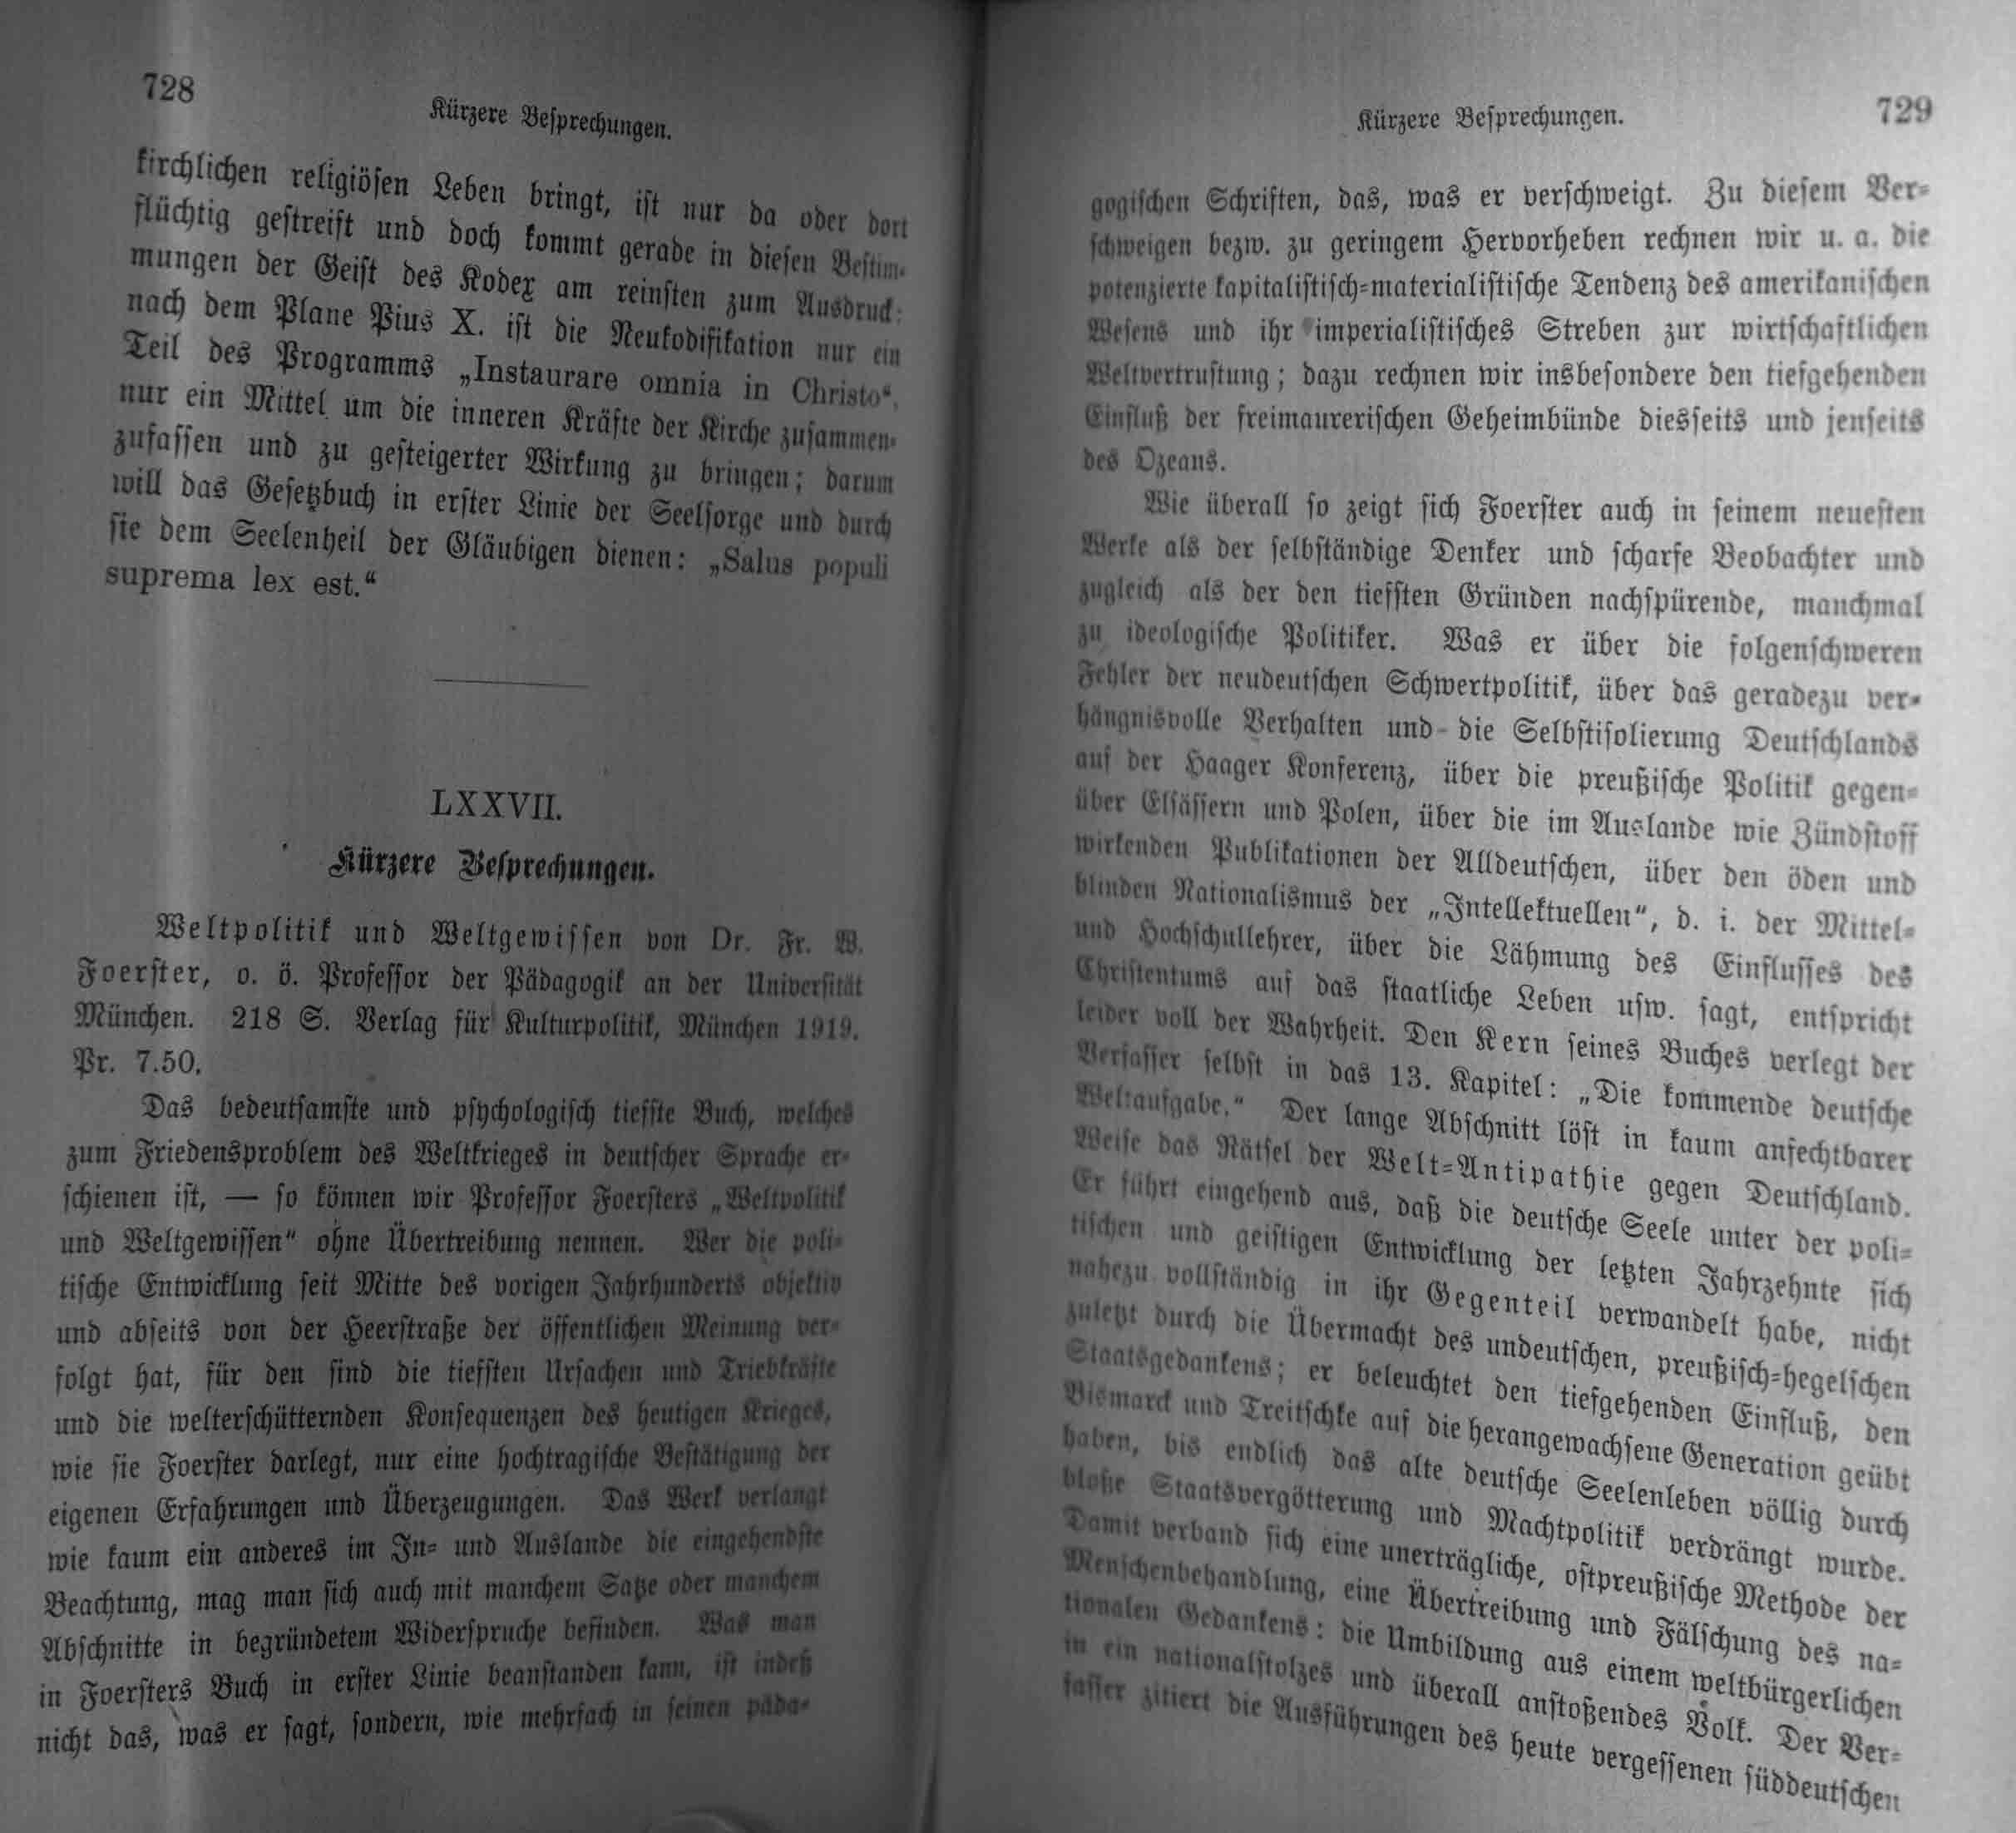 728
Kürzere Besprechungen.
kirchlichen religiösen Leben bringt, ist nur da oder dort
flüchtig gestreift und doch kommt gerade in diesen Bestim-
mungen der Geist des Kodex am reinsten zum Ausdruck:
nach dem Plane Pius X. ist die Neukodifikation nur ein
Teil des Programms „Instaurare omnia in Christo“,
nur ein Mittel um die inneren Kräfte der Kirche zusammen-
zufassen und zu gesteigerter Wirkung zu bringen; darum
will das Gesetzbuch in erster Linie der Seelsorge und durch
sie dem Seelenheil der Gläubigen dienen: „Salus populi
suprema lex est.“
LXXVII.
Kürzere Besprechungen.
Weltpolitik und Weltgewissen von Dr. Fr. W.
Foerster, o. ö. Professor der Pädagogik an der Universität
München. 218 S. Verlag für Kulturpolitik, München 1919.
Pr. 7.50.
Das bedeutsamste und psychologisch tiefste Buch, welches
zum Friedensproblem des Weltkrieges in deutscher Sprache er-
schienen ist, — so können wir Professor Foersters „Weltpolitik
und Weltgewissen“ ohne Übertreibung nennen. Wer die poli-
tische Entwicklung seit Mitte des vorigen Jahrhunderts objektiv
und abseits von der Heerstraße der öffentlichen Meinung ver-
folgt hat, für den sind die tiefsten Ursachen und Triebkräfte
und die welterschütternden Konsequenzen des heutigen Krieges,
wie sie Foerster darlegt, nur eine hochtragische Bestätigung der
eigenen Erfahrungen und Überzeugungen. Das Werk verlangt
wie kaum ein anderes im In- und Auslande die eingehendste
Beachtung, mag man sich auch mit manchem Satze oder manchem
Abschnitte in begründetem Widerspruche befinden. Was man
in Foersters Buch in erster Linie beanstanden kann, ist indeß
nicht das, was er sagt, sondern, wie mehrfach in seinen päda-
Kürzere Besprechungen.
729
gogischen Schriften, das, was er verschweigt. Zu diesem Ver-
schweigen bezw. zu geringem Hervorheben rechnen wir u. a. die
potenzierte kapitalistisch-materialistische Tendenz des amerikanischen
Wesens und ihr imperialistisches Streben zur wirtschaftlichen
Weltvertrustung; dazu rechnen wir insbesondere den tiefgehenden
Einfluß der freimaurerischen Geheimbünde diesseits und jenseits
des Ozeans.
Wie überall so zeigt sich Foerster auch in seinem neuesten
Werke als der selbständige Denker und scharfe Beobachter und
zugleich als der den tiefsten Gründen nachspürende, manchmal
zu ideologische Politiker. Was er über die folgenschweren
Fehler der neudeutschen Schwertpolitik, über das geradezu ver-
hängnisvolle Verhalten und die Selbstisolierung Deutschlands
auf der Haager Konferenz, über die preußische Politik gegen-
über Elsässern und Polen, über die im Auslande wie Zündstoff
wirkenden Publikationen der Alldeutschen, über den öden und
blinden Nationalismus der „Intellektuellen“, d. i. der Mittel-
und Hochschullehrer, über die Lähmung des Einflusses des
Christentums auf das staatliche Leben usw. sagt, entspricht
leider voll der Wahrheit. Den Kern seines Buches verlegt der
Verfasser selbst in das 13. Kapitel: „Die kommende deutsche
Weltaufgabe.“ Der lange Abschnitt löst in kaum anfechtbarer
Weise das Rätsel der Welt-Antipathie gegen Deutschland.
Er führt eingehend aus, daß die deutsche Seele unter der poli-
tischen und geistigen Entwicklung der letzten Jahrzehnte sich
nahezu vollständig in ihr Gegenteil verwandelt habe, nicht
zuletzt durch die Übermacht des undeutschen, preußisch-hegelschen
Staatsgedankens; er beleuchtet den tiefgehenden Einfluß, den
Bismarck und Treitschke auf die herangewachsene Generation geübt
haben, bis endlich das alte deutsche Seelenleben völlig durch
bloße Staatsvergötterung und Machtpolitik verdrängt wurde.
Damit verband sich eine unerträgliche, ostpreußische Methode der
Menschenbehandlung, eine Übertreibung und Fälschung des na-
tionalen Gedankens: die Umbildung aus einem weltbürgerlichen
in ein nationalstolzes und überall anstoßendes Volk. Der Ver-
fasser zitiert die Ausführungen des heute vergessenen süddeutschen